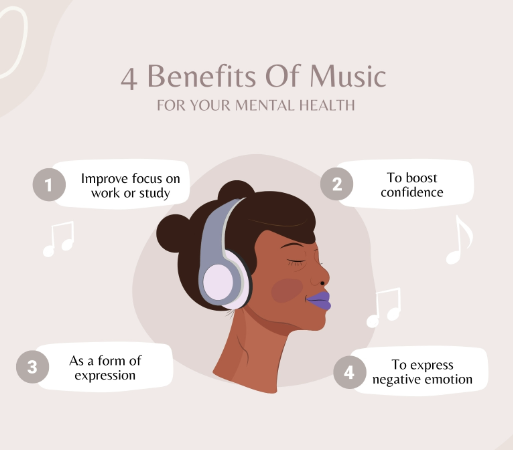 4 Benefits Of Music
FOR YOUR MENTAL HEALTH
1
Improve focus on
work or study
2
To boost
confidence
3
As a form of
expression
4
To express
negative emotion